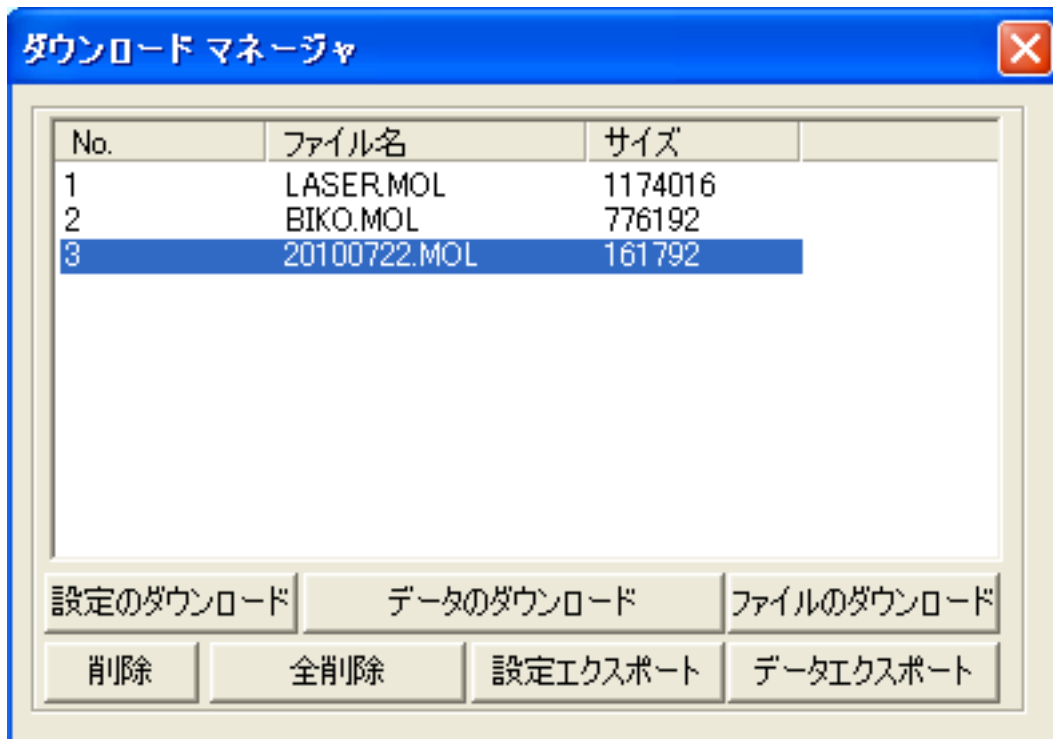 ダウンロード マネージャ
No. ファイル名 サイズ
1 LASER.MOL 1174016
2 BIKO.MOL 776192
3 20100722.MOL 161792
設定のダウンロード データのダウンロード ファイルのダウンロード
削除 全削除 設定エクスポート データエクスポート